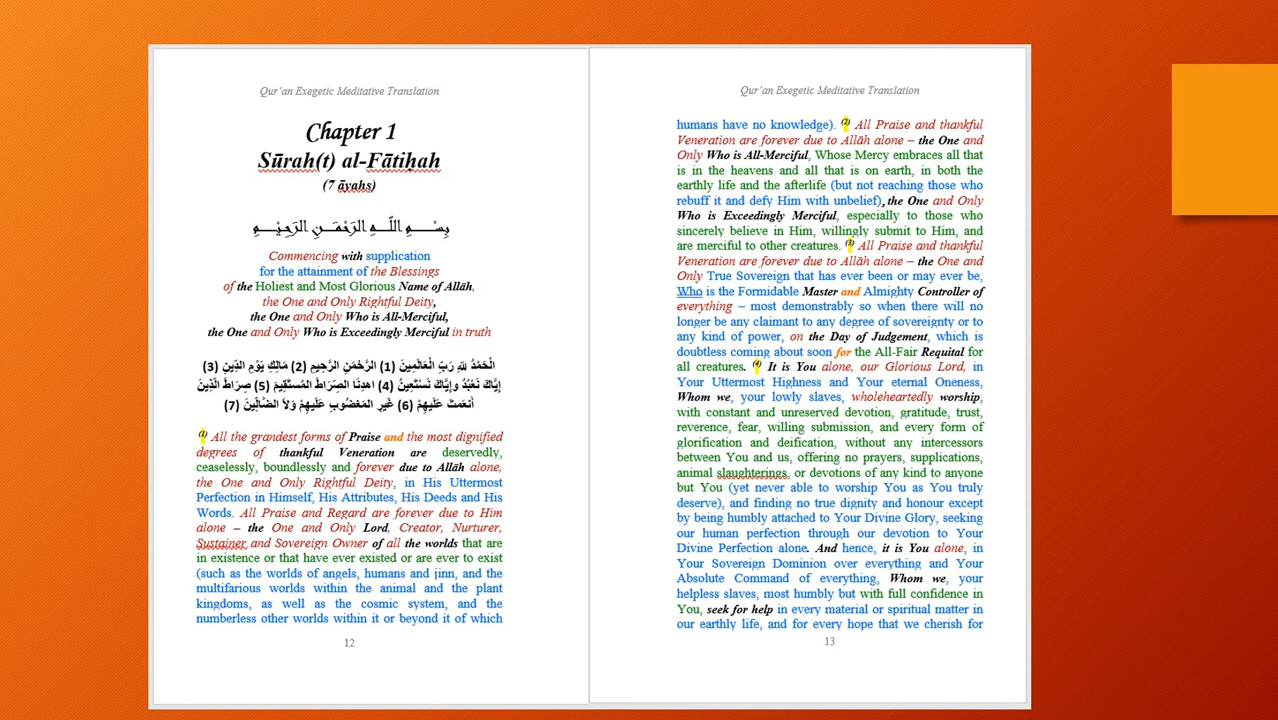 Qur'an Exegetic Meditative Translation
Chapter 1
Sūrah(t) al-Fātiḥah
(7 āyahs)
بِسْمِ اللَّهِ الرَّحْمَنِ الرَّحِيمِ
Commencing with supplication
for the attainment of the Blessings
of the Holiest and Most Glorious Name of Allāh,
the One and Only Rightful Deity,
the One and Only Who is All-Merciful,
the One and Only Who is Exceedingly Merciful in truth
الْحَمْدُ للهِ رَبِّ الْعَالَمِينَ (1) الرَّحْمَنِ الرَّحِيمِ (2) مَالِكِ يَوْمِ الدِّينِ (3)
إِيَّاكَ نَعْبُدُ وإِيَّاكَ نَسْتَعِينُ (4) اهدِنَا الصِّرَاطَ المُستَقِيمَ (5) صِرَاطَ الَّذِينَ
أَنعَمتَ عَلَيهِمْ (6) غَيرِ المَغضُوبِ عَلَيهِمْ وَلاَ الضَّالِّينَ (7)
(1) All the grandest forms of Praise and the most dignified
degrees of thankful Veneration are deservedly,
ceaselessly, boundlessly and forever due to Allāh alone,
the One and Only Rightful Deity, in His Uttermost
Perfection in Himself, His Attributes, His Deeds and His
Words. All Praise and Regard are forever due to Him
alone – the One and Only Lord, Creator, Nurturer,
Sustainer and Sovereign Owner of all the worlds that are
in existence or that have ever existed or are ever to exist
(such as the worlds of angels, humans and jinn, and the
multifarious worlds within the animal and the plant
kingdoms, as well as the cosmic system, and the
numberless other worlds within it or beyond it of which
12
Qur'an Exegetic Meditative Translation
humans have no knowledge). (2) All Praise and thankful
Veneration are forever due to Allāh alone – the One and
Only Who is All-Merciful, Whose Mercy embraces all that
is in the heavens and all that is on earth, in both the
earthly life and the afterlife (but not reaching those who
rebuff it and defy Him with unbelief), the One and Only
Who is Exceedingly Merciful, especially to those who
sincerely believe in Him, willingly submit to Him, and
are merciful to other creatures. (3) All Praise and thankful
Veneration are forever due to Allāh alone – the One and
Only True Sovereign that has ever been or may ever be,
Who is the Formidable Master and Almighty Controller of
everything – most demonstrably so when there will no
longer be any claimant to any degree of sovereignty or to
any kind of power, on the Day of Judgement, which is
doubtless coming about soon for the All-Fair Requital for
all creatures. (4) It is You alone, our Glorious Lord, in
Your Uttermost Highness and Your eternal Oneness,
Whom we, your lowly slaves, wholeheartedly worship,
with constant and unreserved devotion, gratitude, trust,
reverence, fear, willing submission, and every form of
glorification and deification, without any intercessors
between You and us, offering no prayers, supplications,
animal slaughterings, or devotions of any kind to anyone
but You (yet never able to worship You as You truly
deserve), and finding no true dignity and honour except
by being humbly attached to Your Divine Glory, seeking
our human perfection through our devotion to Your
Divine Perfection alone. And hence, it is You alone, in
Your Sovereign Dominion over everything and Your
Absolute Command of everything, Whom we, your
helpless slaves, most humbly but with full confidence in
You, seek for help in every material or spiritual matter in
our earthly life, and for every hope that we cherish for
13